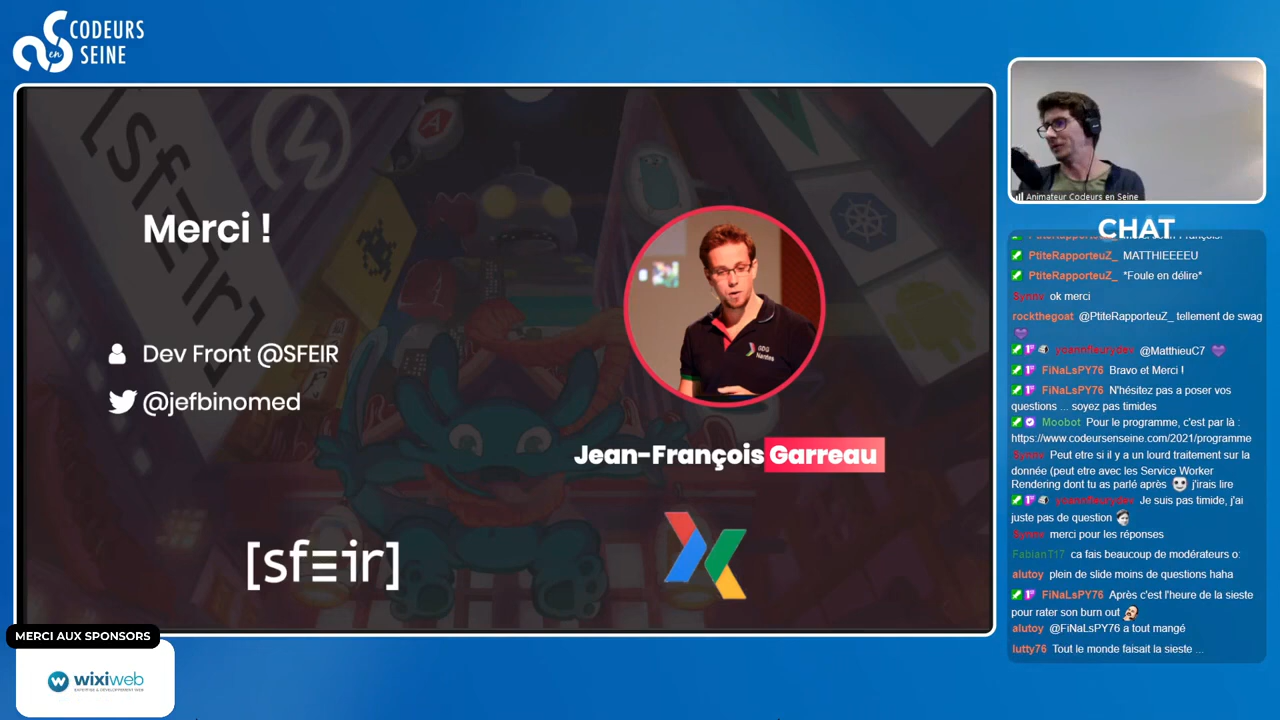 CODEURS
en
SEINE
[sfeir]
Merci !
Dev Front @SFEIR
@jefbinomed
GDG
Nantes
Jean-François Garreau
[sfeir]
MERCI AUX SPONSORS
wixiweb
Animateur Codeurs en Seine
CHAT
PtiteRapporteuZ_ MATTHIEEEEU
PtiteRapporteuZ_ *Foule en délire*
ok merci
rockthegoat @PtiteRapporteuZ_ tellement de swag
yoannfleurydev @MatthieuC7
FiNaLsPY76 Bravo et Merci !
FiNaLsPY76 N'hésitez pas a poser vos
questions ... soyez pas timides
Moobot Pour le programme, c'est par là :
https://www.codeursenseine.com/2021/programme
Peut etre si il y a un lourd traitement sur la
donnée (peut etre avec les Service Worker
Rendering dont tu as parlé après j'irais lire
yoannfleurydev Je suis pas timide, j'ai
juste pas de question
merci pour les réponses
FabianT17 ca fais beaucoup de modérateurs o:
alutoy plein de slide moins de questions haha
FiNaLsPY76 Après c'est l'heure de la sieste
pour rater son burn out
alutoy @FiNaLsPY76 a tout mangé
lutty76 Tout le monde faisait la sieste ...